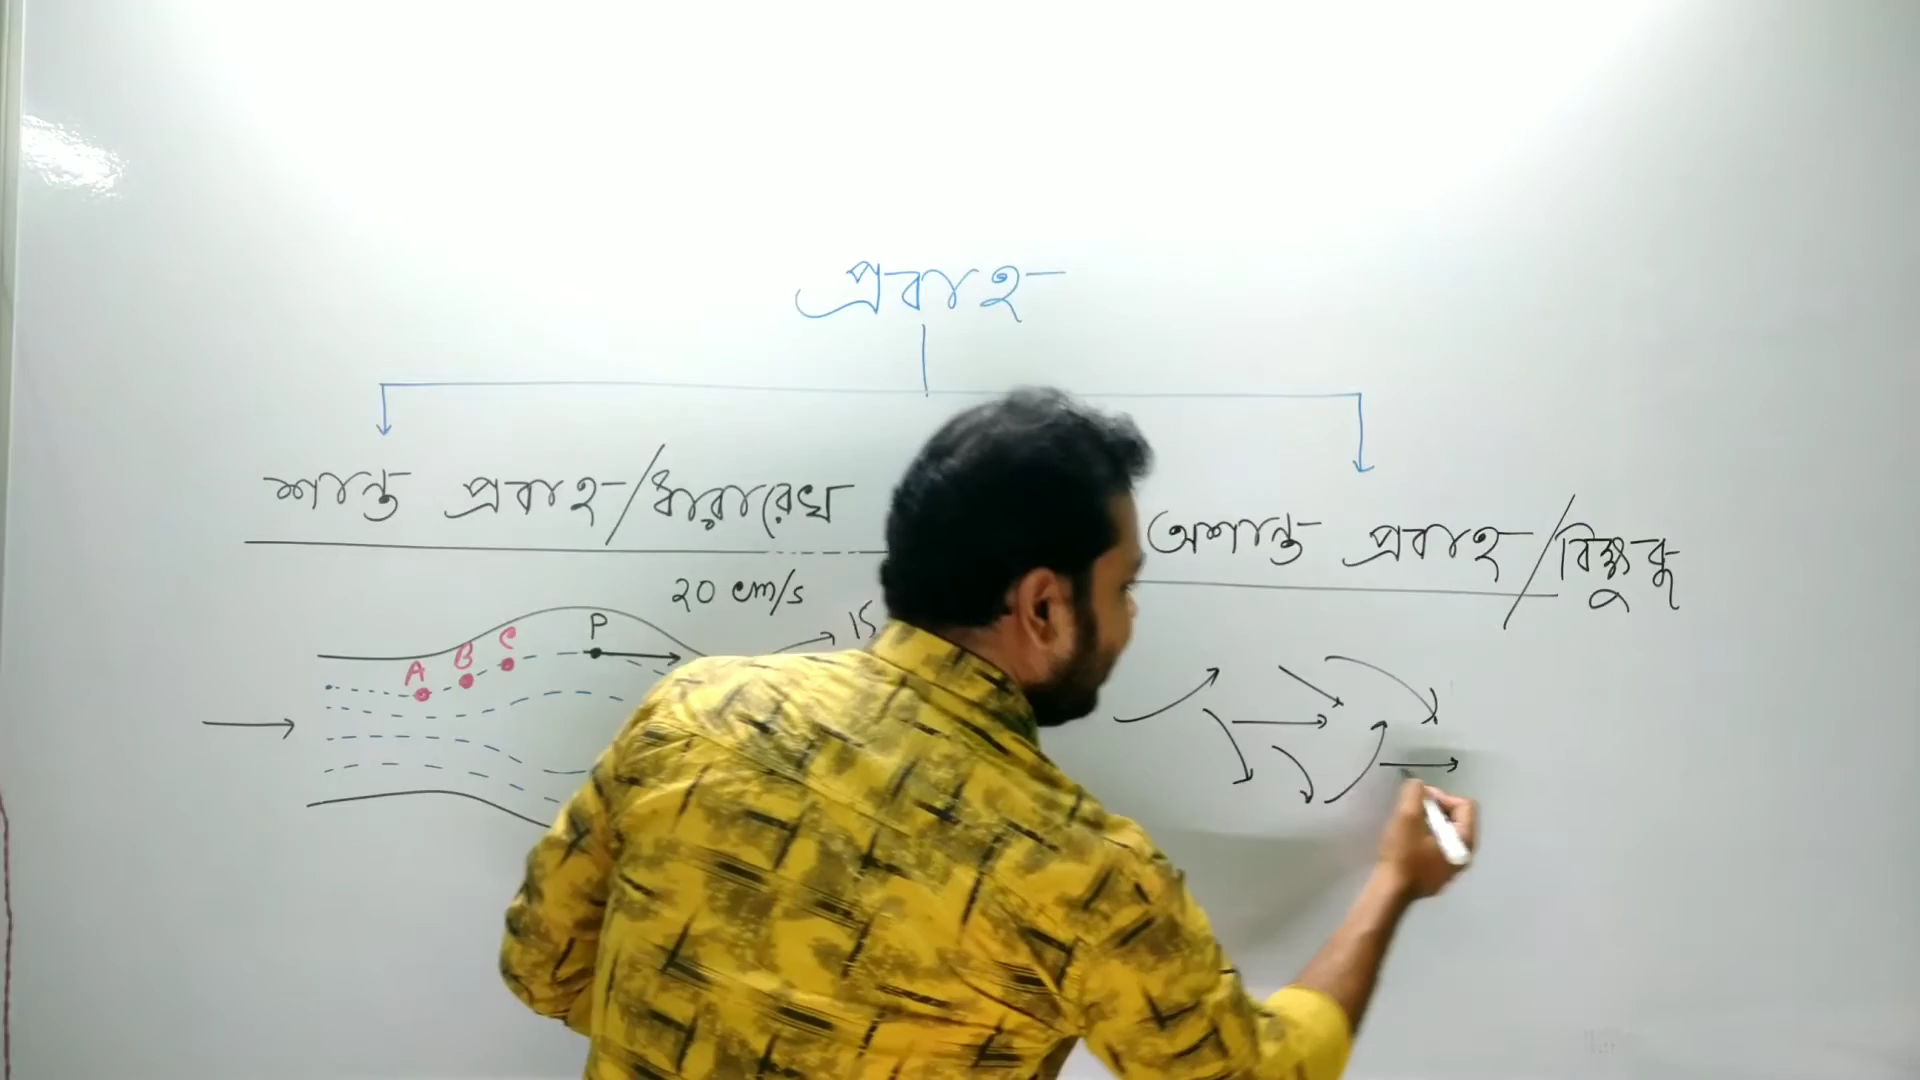 প্রবাহ
শান্ত প্রবাহ/ধারারেখ
অশান্ত প্রবাহ/বিক্ষুব্ধ
20 cm/s
15
P
A B C